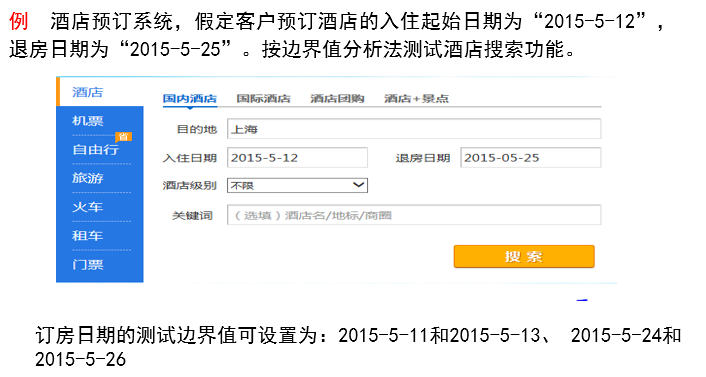 例 酒店预订系统，假定客户预订酒店的入住起始日期为“2015-5-12”，
退房日期为“2015-5-25”。按边界值分析法测试酒店搜索功能。
酒店
机票
省
自由行
旅游
火车
租车
门票
国内酒店 国际酒店 酒店团购 酒店+景点
目的地 上海
入住日期 2015-5-12 退房日期 2015-05-25
酒店级别 不限
关键词 （选填）酒店名/地标/商圈
搜索
订房日期的测试边界值可设置为：2015-5-11和2015-5-13、 2015-5-24和
2015-5-26